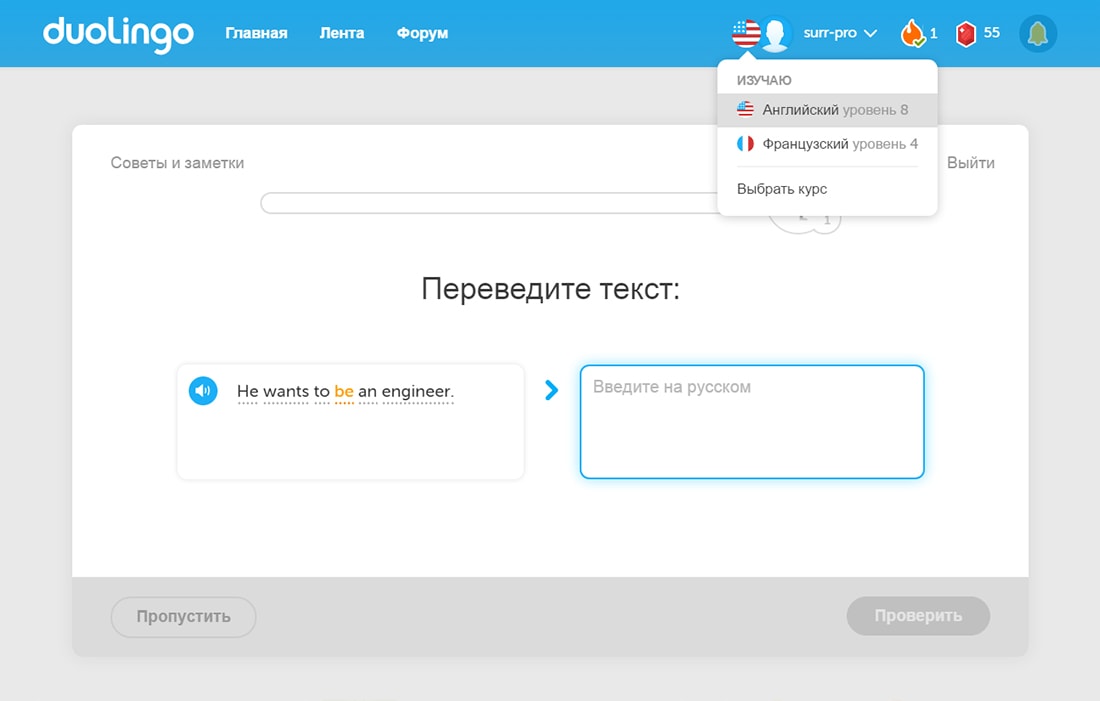 duolingo
Главная Лента Форум
surr-pro
1
55
ИЗУЧАЮ
Английский уровень 8
Французский уровень 4
Выбрать курс
Советы и заметки
Выйти
1
Переведите текст:
He wants to be an engineer.
Введите на русском
Пропустить
Проверить